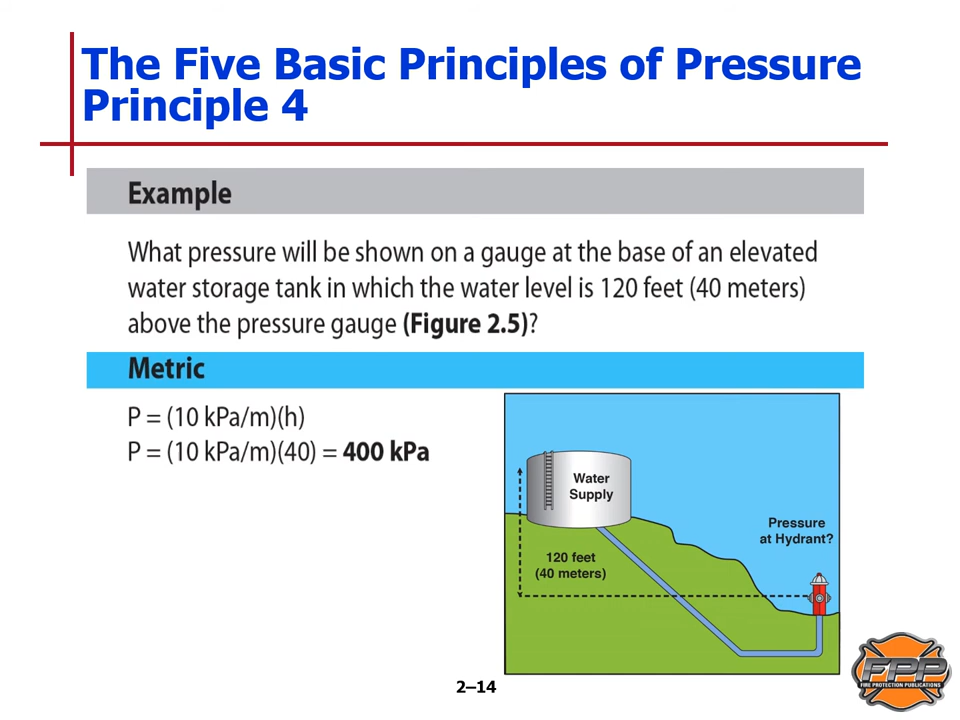 The Five Basic Principles of Pressure
Principle 4
Example
What pressure will be shown on a gauge at the base of an elevated
water storage tank in which the water level is 120 feet (40 meters)
above the pressure gauge (Figure 2.5)?
Metric
P = (10 kPa/m)(h)
P = (10 kPa/m)(40) = 400 kPa
Water
Supply
Pressure
at Hydrant?
120 feet
(40 meters)
FPP
FIRE PROTECTION PUBLICATIONS
2–14